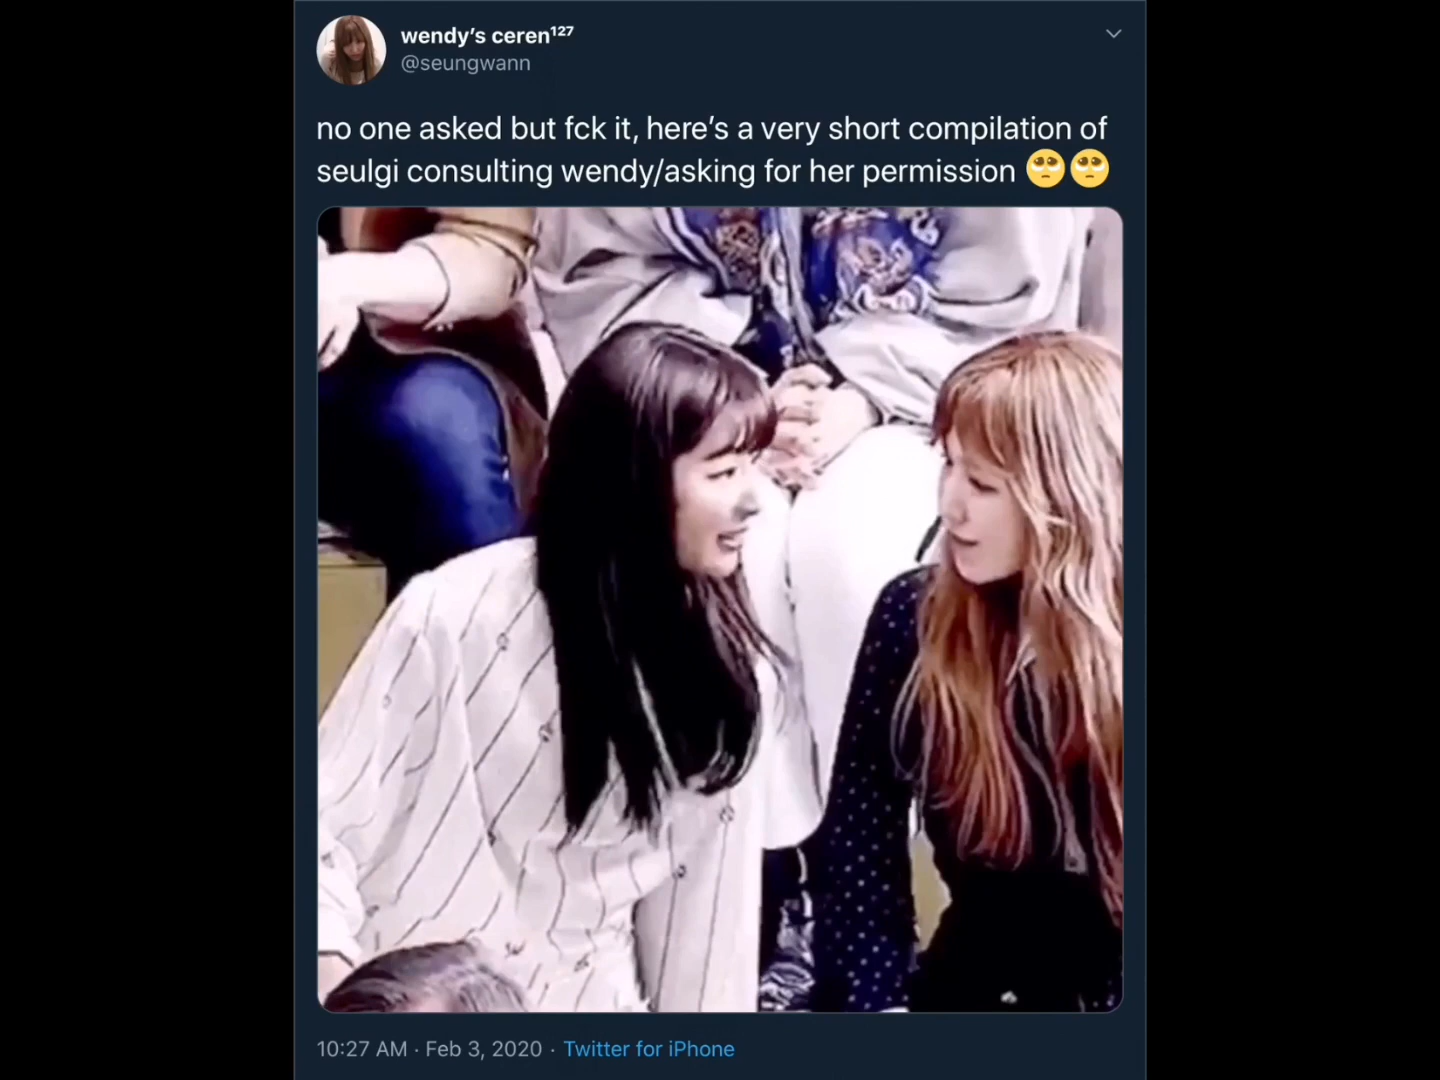 wendy’s ceren¹²⁷
@seungwann
no one asked but fck it, here’s a very short compilation of
seulgi consulting wendy/asking for her permission 🥺🥺
10:27 AM · Feb 3, 2020 · Twitter for iPhone